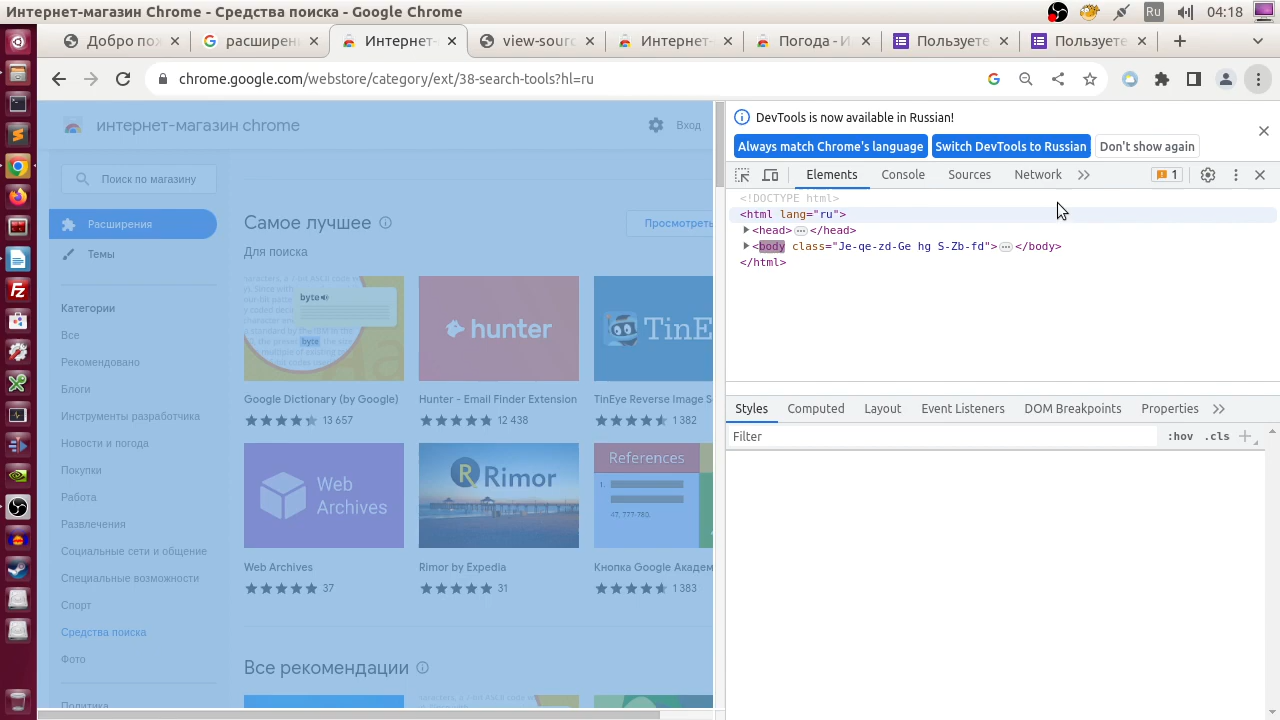 Интернет-магазин Chrome - Средства поиска - Google Chrome
Ru
04:18
Добро пож
расширени
Интернет-
view-sourc
Интернет-
Погода - И
Пользуете
Пользуете
chrome.google.com/webstore/category/ext/38-search-tools?hl=ru
интернет-магазин chrome
Вход
Поиск по магазину
Расширения
Темы
Категории
Все
Рекомендовано
Блоги
Инструменты разработчика
Новости и погода
Покупки
Работа
Развлечения
Социальные сети и общение
Специальные возможности
Спорт
Средства поиска
Фото
Политика
Самое лучшее
Просмотреть
Для поиска
byte
byte
hunter
TinE
Google Dictionary (by Google)
Hunter - Email Finder Extension
TinEye Reverse Image S
13 657
12 438
1 382
Web
Archives
Rimor
References
1.
47. 777-780.
Web Archives
Rimor by Expedia
Кнопка Google Академ
37
31
1 383
Все рекомендации
DevTools is now available in Russian!
Always match Chrome's language
Switch DevTools to Russian
Don't show again
Elements
Console
Sources
Network
1
<!DOCTYPE html>
<html lang="ru">
<head>…</head>
<body class="Je-qe-zd-Ge hg S-Zb-fd">…</body>
</html>
Styles
Computed
Layout
Event Listeners
DOM Breakpoints
Properties
Filter
:hov
.cls